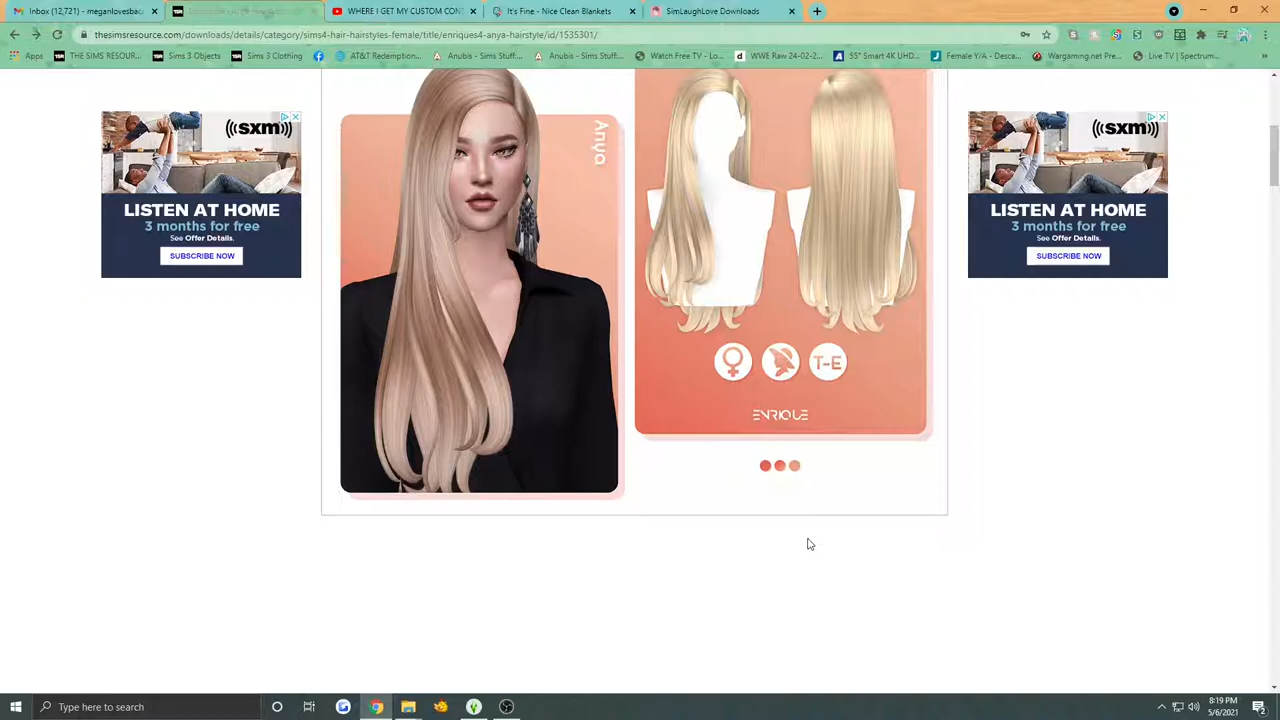 Inbox (12,721) - meganlovesbac
WHERE I GET MY CUSTOM CONT
It's Fine - Nice Clean Blankets
SimLaughLove Downloads
thesimsresource.com/downloads/details/category/sims4-hair-hairstyles-female/title/enriques4-anya-hairstyle/id/1535301/
Apps
THE SIMS RESOUR...
Sims 3 Objects
Sims 3 Clothing
AT&T Redemption...
Anubis - Sims Stuff:...
Anubis - Sims Stuff:...
Watch Free TV - Lo...
WWE Raw 24-02-2...
55" Smart 4K UHD...
Female Y/A - Desca...
Wargaming.net Pre...
Live TV | Spectrum...
((sxm))
LISTEN AT HOME
3 months for free
See Offer Details.
SUBSCRIBE NOW
Anya
T-E
ENRIQUE
((sxm))
LISTEN AT HOME
3 months for free
See Offer Details.
SUBSCRIBE NOW
Type here to search
8:19 PM
5/6/2021
2